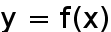 y = f(x)